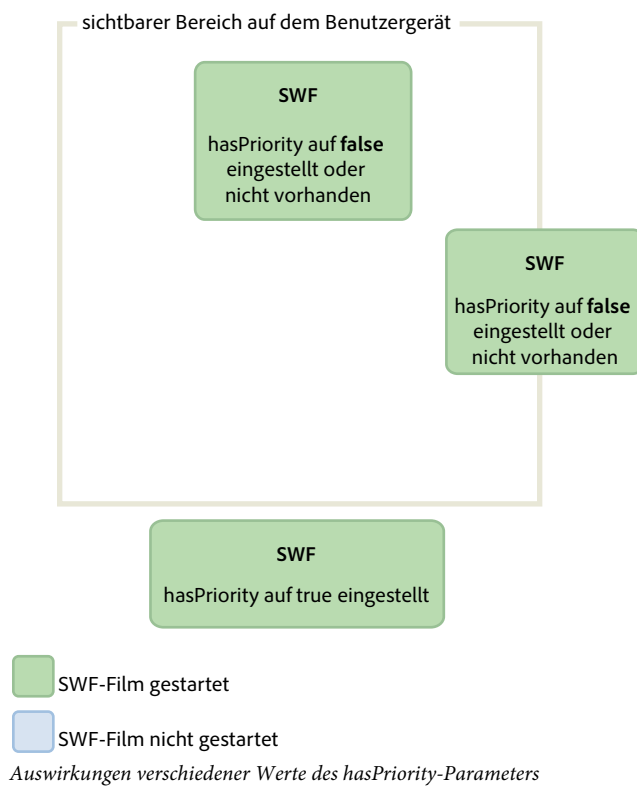 sichtbarer Bereich auf dem Benutzergerät
SWF
hasPriority auf false
eingestellt oder
nicht vorhanden
SWF
hasPriority auf false
eingestellt oder
nicht vorhanden
SWF
hasPriority auf true eingestellt
SWF-Film gestartet
SWF-Film nicht gestartet
Auswirkungen verschiedener Werte des hasPriority-Parameters